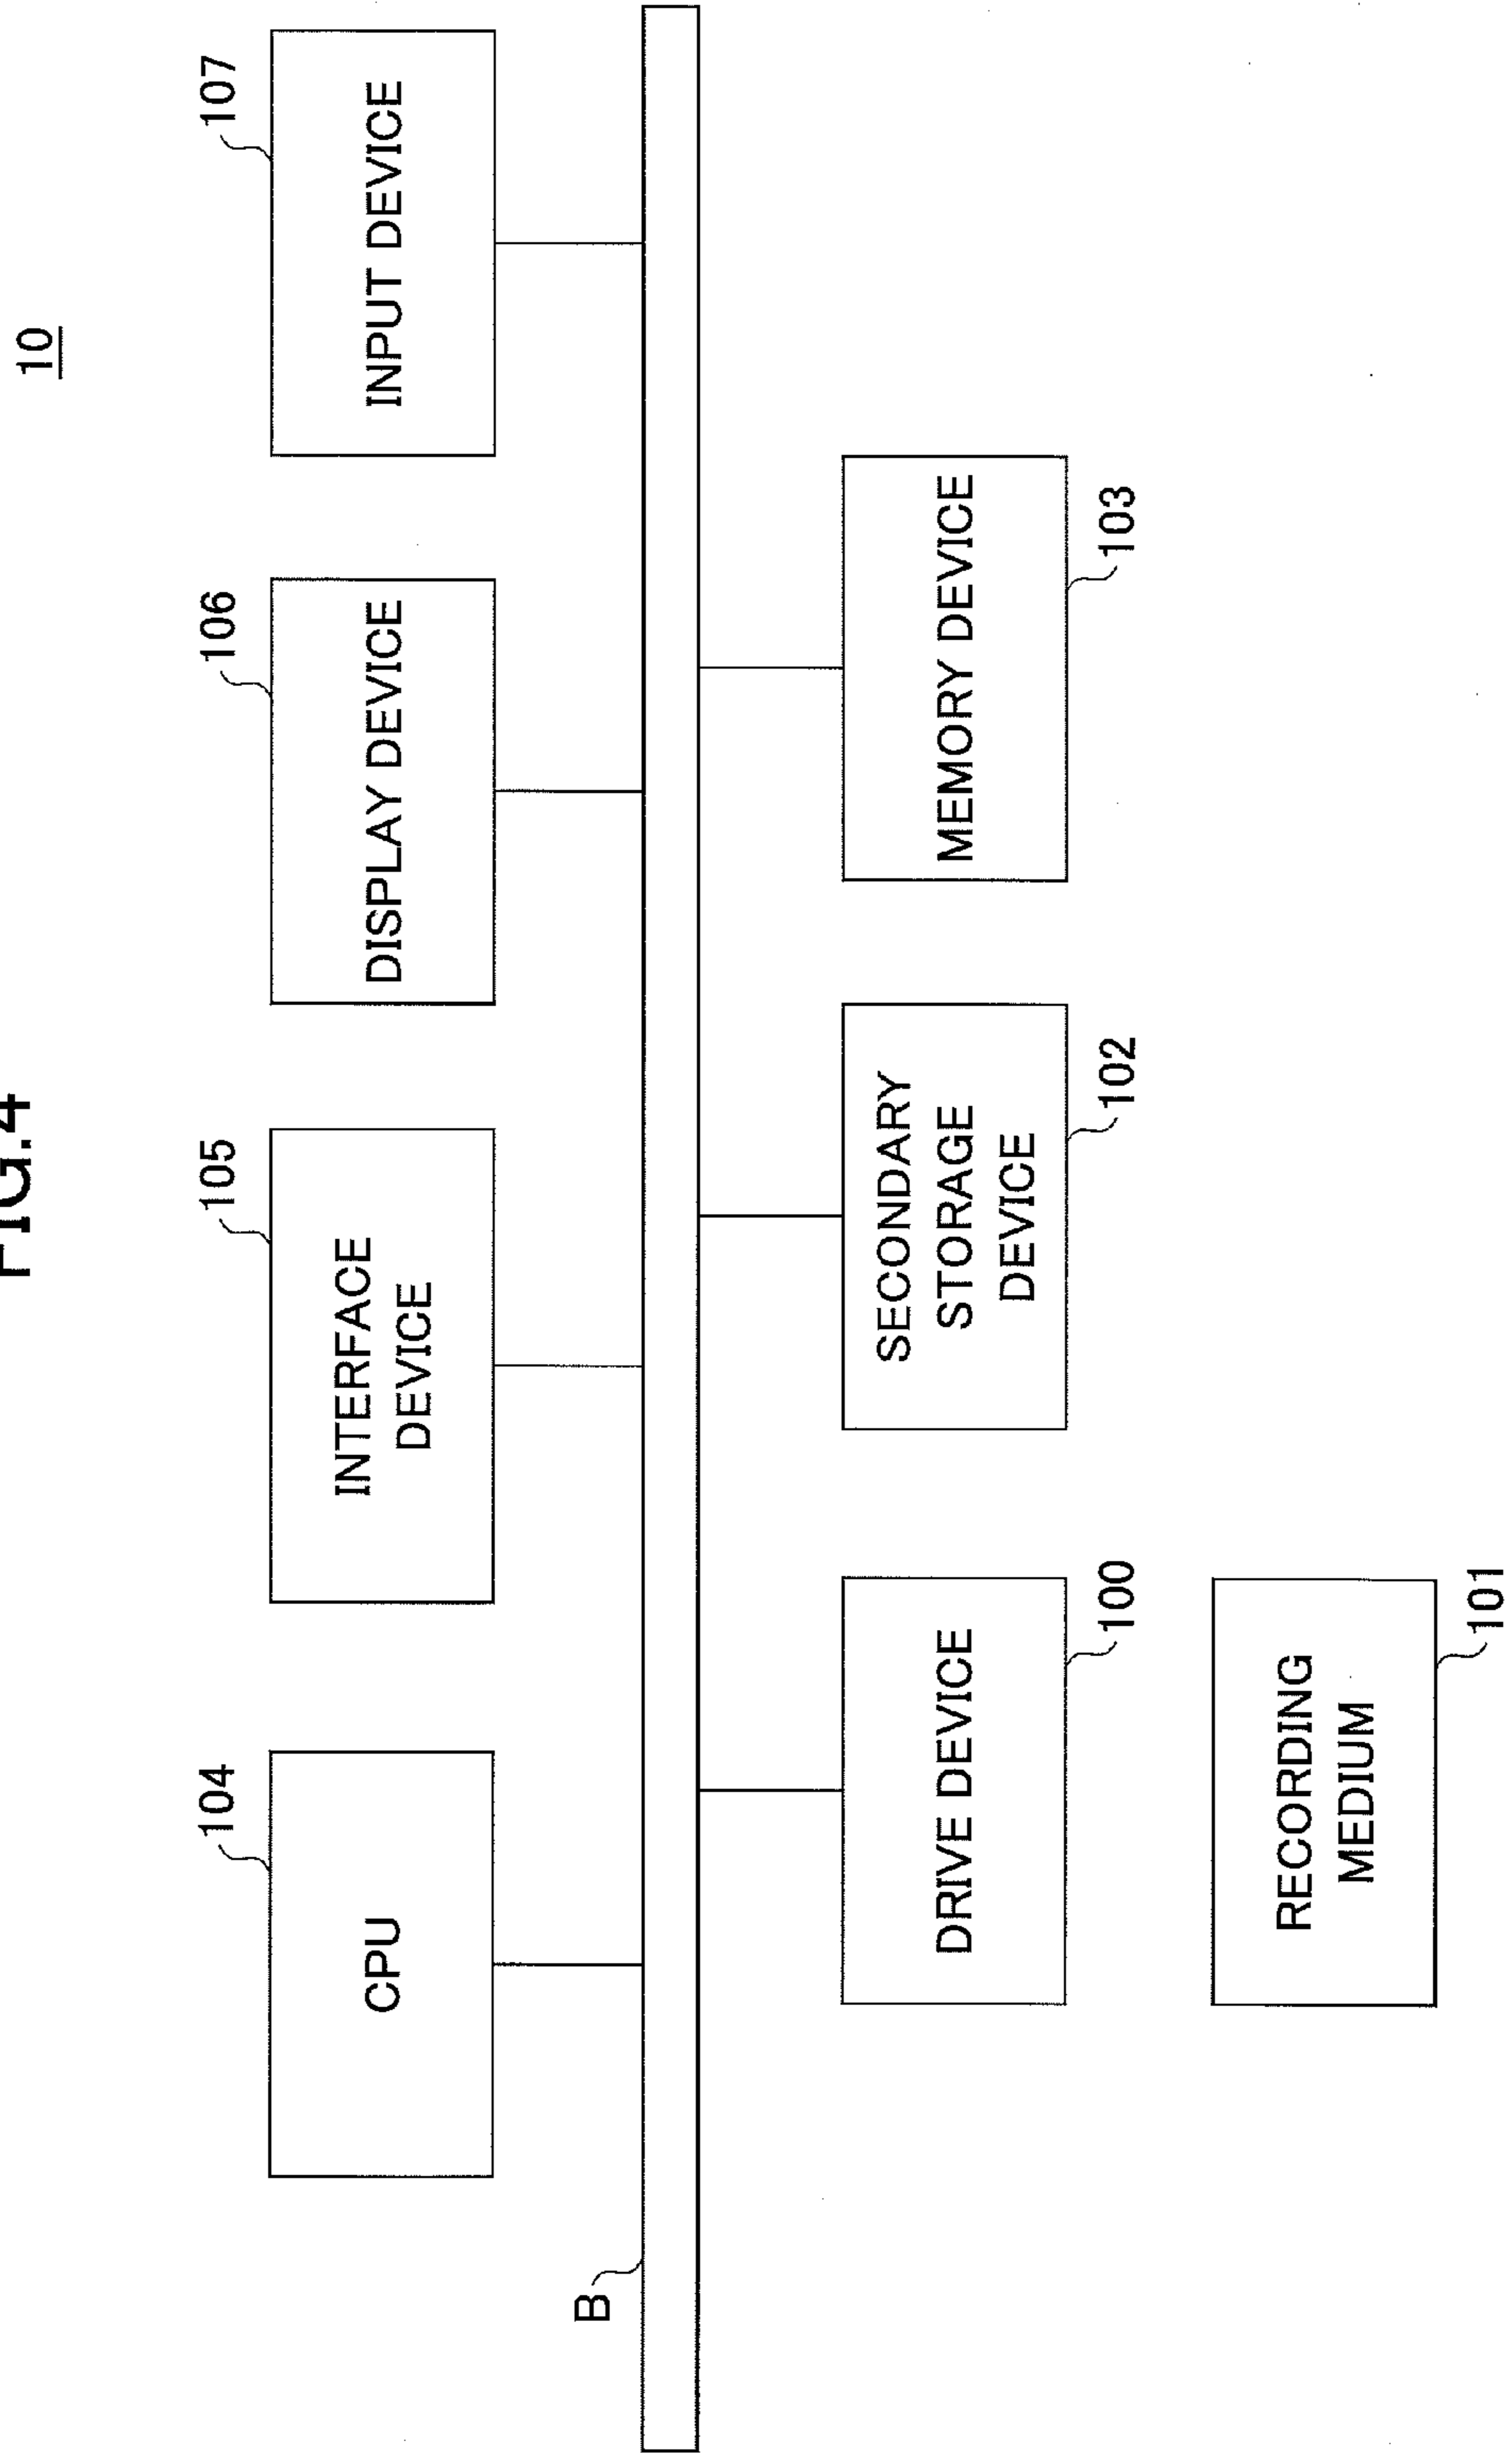 FIG.4
10
104
105
106
107
CPU
INTERFACE
DEVICE
DISPLAY DEVICE
INPUT DEVICE
B
DRIVE DEVICE
SECONDARY
STORAGE
DEVICE
MEMORY DEVICE
100
102
103
RECORDING
MEDIUM
101